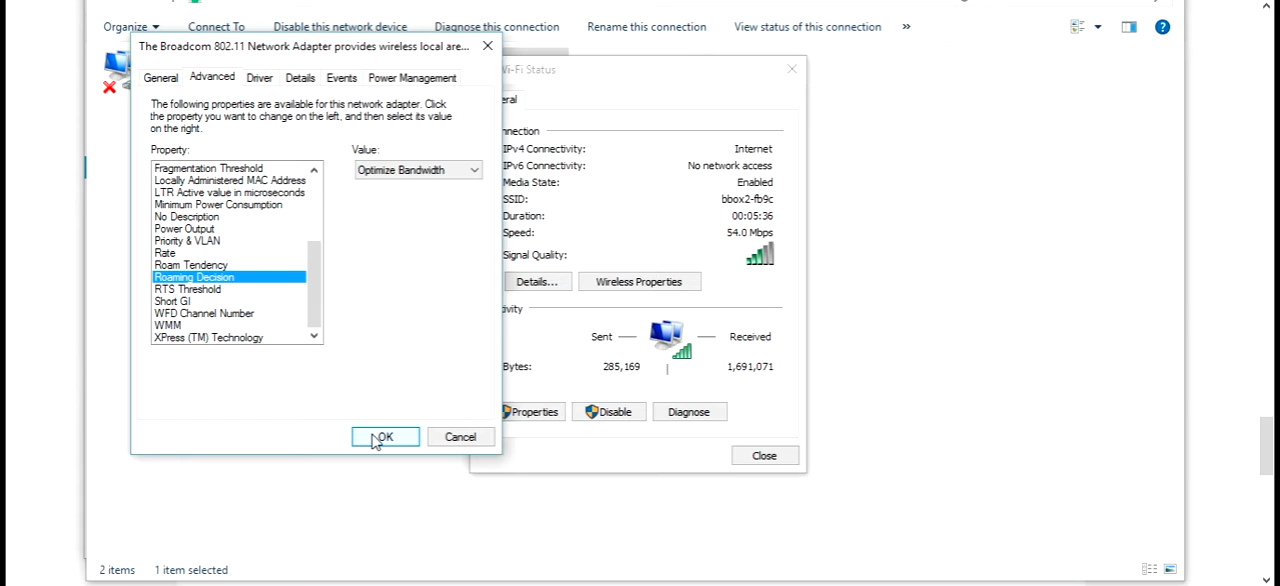 Organize
Connect To
Disable this network device
Diagnose this connection
Rename this connection
View status of this connection
»
The Broadcom 802.11 Network Adapter provides wireless local are...
General
Advanced
Driver
Details
Events
Power Management
The following properties are available for this network adapter. Click
the property you want to change on the left, and then select its value
on the right.
Property:
Value:
Fragmentation Threshold
Locally Administered MAC Address
LTR Active value in microseconds
Minimum Power Consumption
No Description
Power Output
Priority & VLAN
Rate
Roam Tendency
Roaming Decision
RTS Threshold
Short GI
WFD Channel Number
WMM
XPress (TM) Technology
Optimize Bandwidth
OK
Cancel
Wi-Fi Status
eral
nnection
IPv4 Connectivity: Internet
IPv6 Connectivity: No network access
Media State: Enabled
SSID: bbox2-fb9c
Duration: 00:05:36
Speed: 54.0 Mbps
Signal Quality:
Details...
Wireless Properties
ivity
Sent
Received
Bytes: 285,169 1,691,071
Properties
Disable
Diagnose
Close
2 items
1 item selected